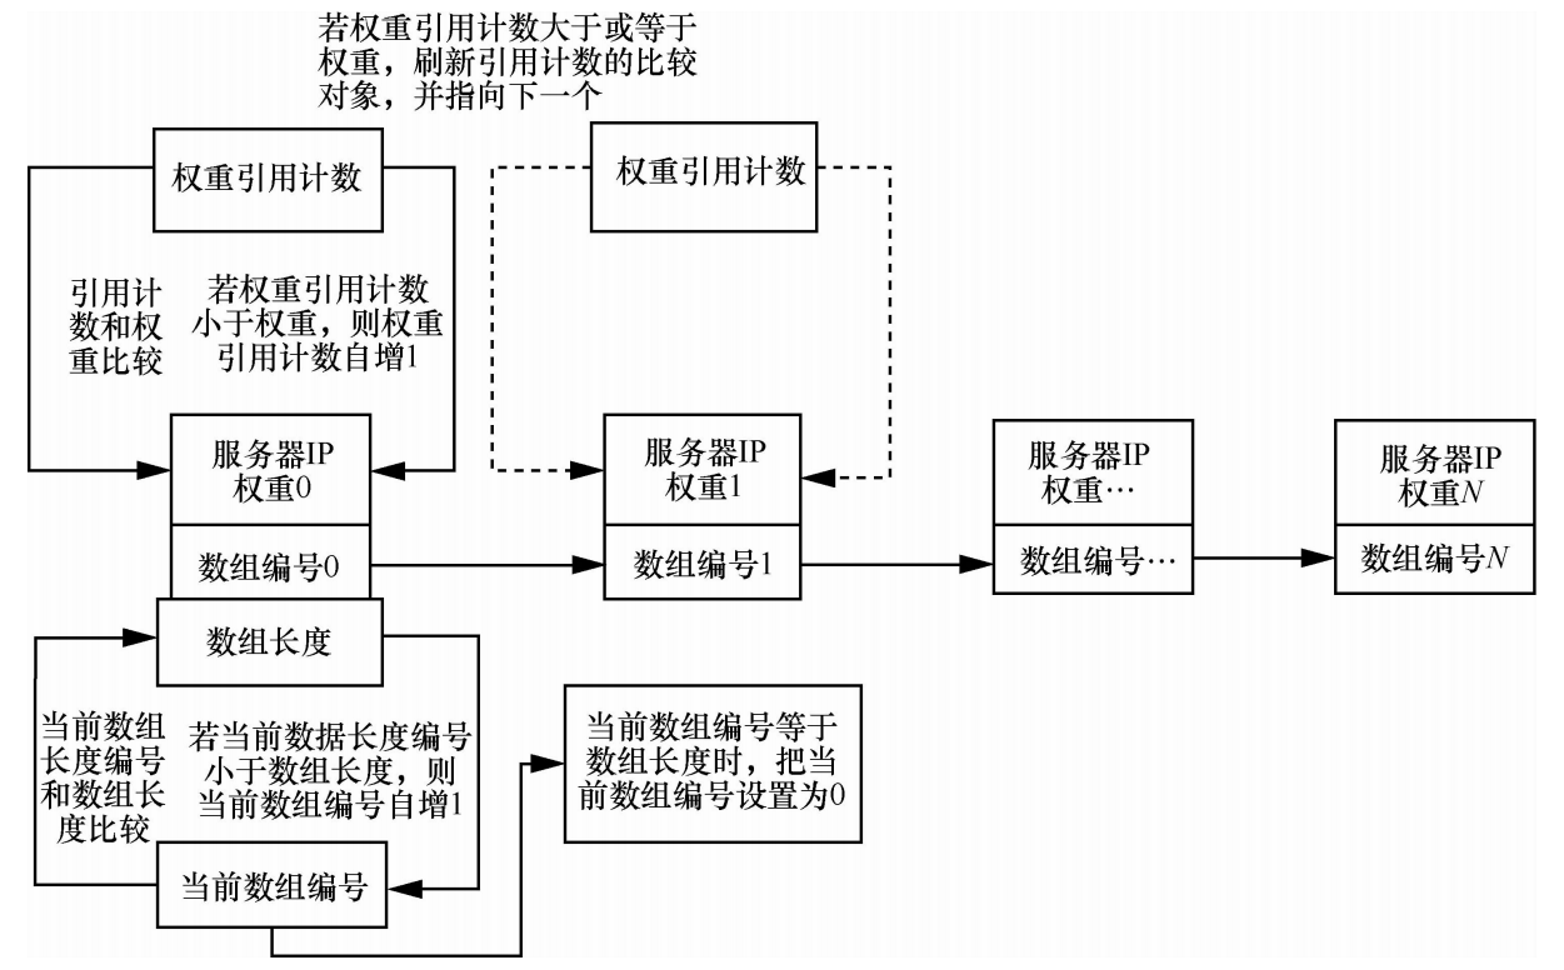 若权重引用计数大于或等于
权重，刷新引用计数的比较
对象，并指向下一个
权重引用计数
权重引用计数
引用计
数和权
重比较
若权重引用计数
小于权重，则权重
引用计数自增1
服务器IP
权重0
数组编号0
服务器IP
权重1
数组编号1
服务器IP
权重…
数组编号…
服务器IP
权重N
数组编号N
数组长度
当前数组
长度编号
和数组长
度比较
若当前数据长度编号
小于数组长度，则
当前数组编号自增1
当前数组编号等于
数组长度时，把当
前数组编号设置为0
当前数组编号